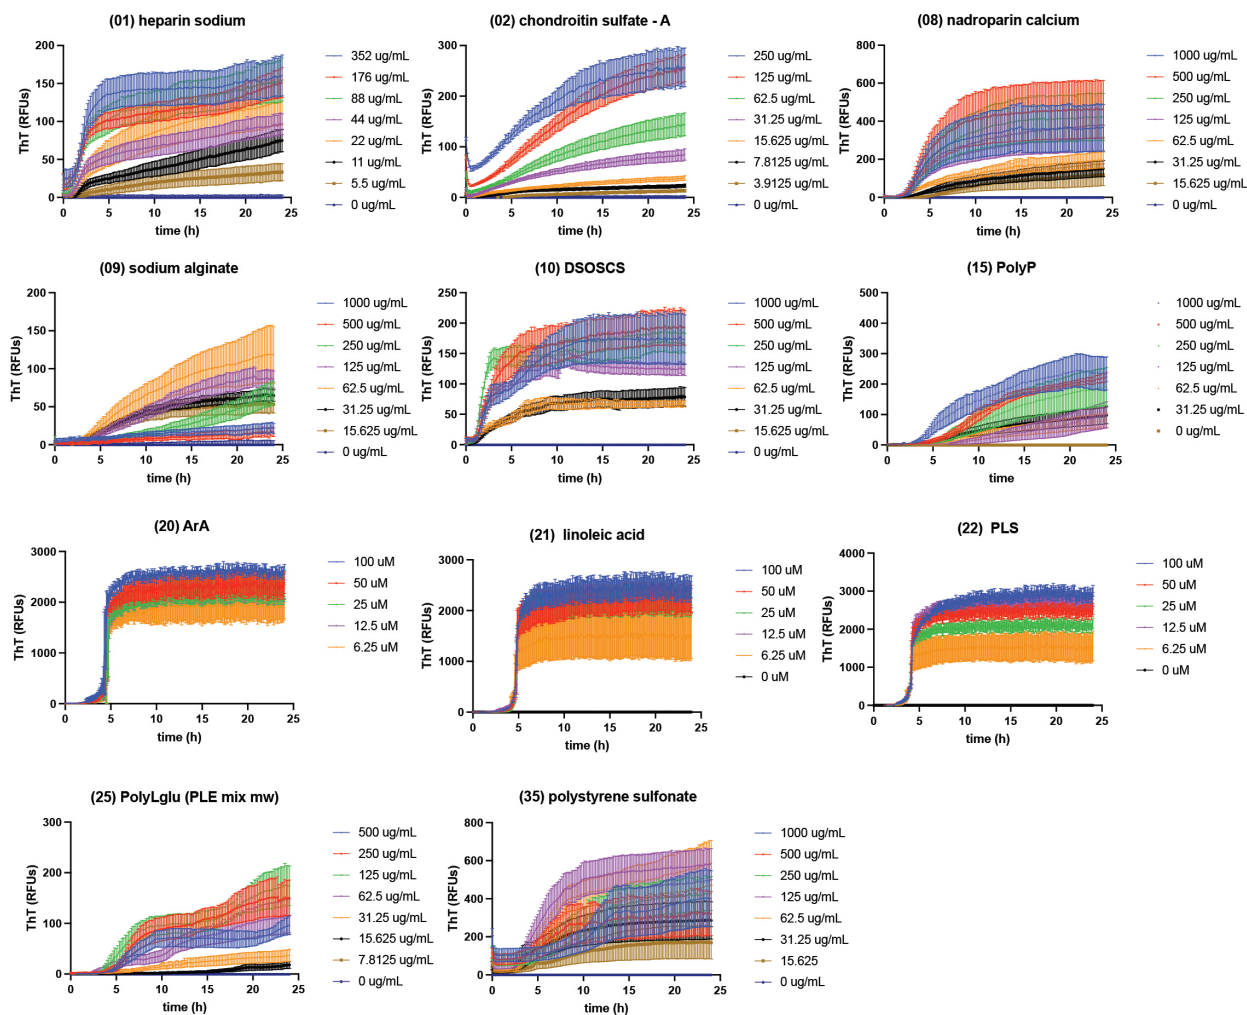 (01) heparin sodium
ThT (RFUs)
200
150
100
50
0
0 5 10 15 20 25
time (h)
352 ug/mL
176 ug/mL
88 ug/mL
44 ug/mL
22 ug/mL
11 ug/mL
5.5 ug/mL
0 ug/mL
(02) chondroitin sulfate - A
ThT (RFUs)
300
200
100
0
0 5 10 15 20 25
time (h)
250 ug/mL
125 ug/mL
62.5 ug/mL
31.25 ug/mL
15.625 ug/mL
7.8125 ug/mL
3.9125 ug/mL
0 ug/mL
(08) nadroparin calcium
ThT (RFUs)
800
600
400
200
0
0 5 10 15 20 25
time (h)
1000 ug/mL
500 ug/mL
250 ug/mL
125 ug/mL
62.5 ug/mL
31.25 ug/mL
15.625 ug/mL
0 ug/mL
(09) sodium alginate
ThT (RFUs)
200
150
100
50
0
0 5 10 15 20 25
time (h)
1000 ug/mL
500 ug/mL
250 ug/mL
125 ug/mL
62.5 ug/mL
31.25 ug/mL
15.625 ug/mL
0 ug/mL
(10) DSOSCS
ThT (RFUs)
250
200
150
100
50
0
0 5 10 15 20 25
time (h)
1000 ug/mL
500 ug/mL
250 ug/mL
125 ug/mL
62.5 ug/mL
31.25 ug/mL
15.625 ug/mL
0 ug/mL
(15) PolyP
ThT (RFUs)
500
400
300
200
100
0
0 5 10 15 20 25
time
1000 ug/mL
500 ug/mL
250 ug/mL
125 ug/mL
62.5 ug/mL
31.25 ug/mL
0 ug/mL
(20) ArA
ThT (RFUs)
3000
2000
1000
0
0 5 10 15 20 25
time (h)
100 uM
50 uM
25 uM
12.5 uM
6.25 uM
(21) linoleic acid
ThT (RFUs)
3000
2000
1000
0
0 5 10 15 20 25
time (h)
100 uM
50 uM
25 uM
12.5 uM
6.25 uM
0 uM
(22) PLS
ThT (RFUs)
4000
3000
2000
1000
0
0 5 10 15 20 25
time (h)
100 uM
50 uM
25 uM
12.5 uM
6.25 uM
0 uM
(25) PolyLglu (PLE mix mw)
ThT (RFUs)
300
200
100
0
0 5 10 15 20 25
time (h)
500 ug/mL
250 ug/mL
125 ug/mL
62.5 ug/mL
31.25 ug/mL
15.625 ug/mL
7.8125 ug/mL
0 ug/mL
(35) polystyrene sulfonate
ThT (RFUs)
800
600
400
200
0
0 5 10 15 20 25
time (h)
1000 ug/mL
500 ug/mL
250 ug/mL
125 ug/mL
62.5 ug/mL
31.25 ug/mL
15.625
0 ug/mL